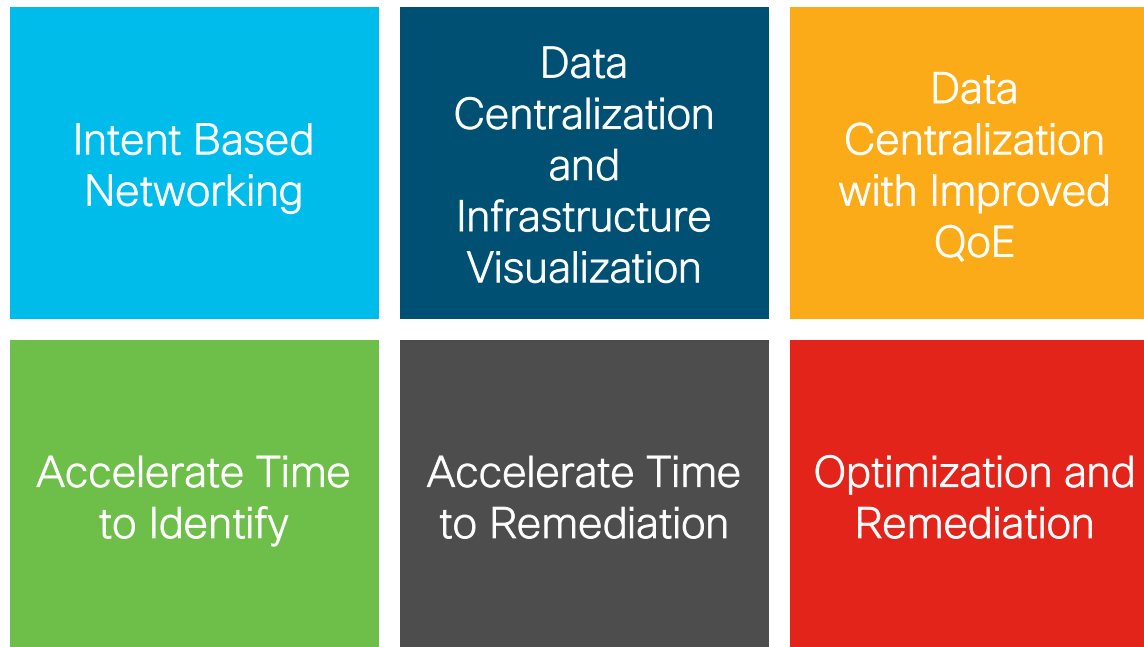 Intent Based
Networking
Data
Centralization
and
Infrastructure
Visualization
Data
Centralization
with Improved
QoE
Accelerate Time
to Identify
Accelerate Time
to Remediation
Optimization and
Remediation